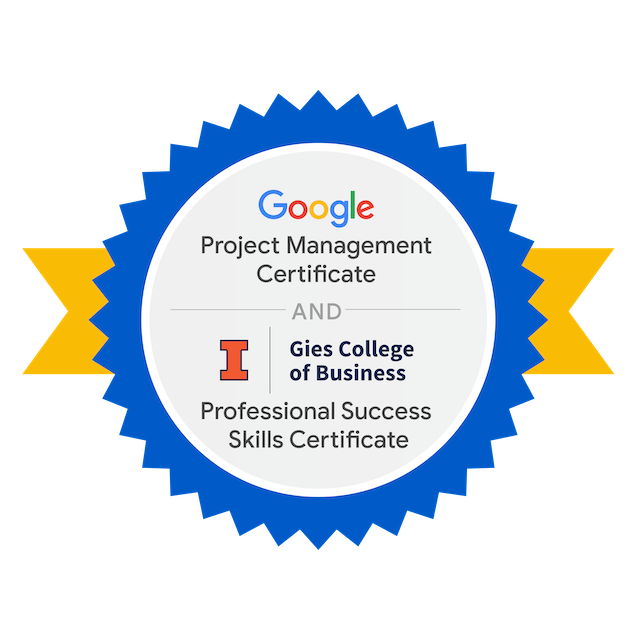 Google
Project Management
Certificate
AND
I
Gies College
of Business
Professional Success
Skills Certificate